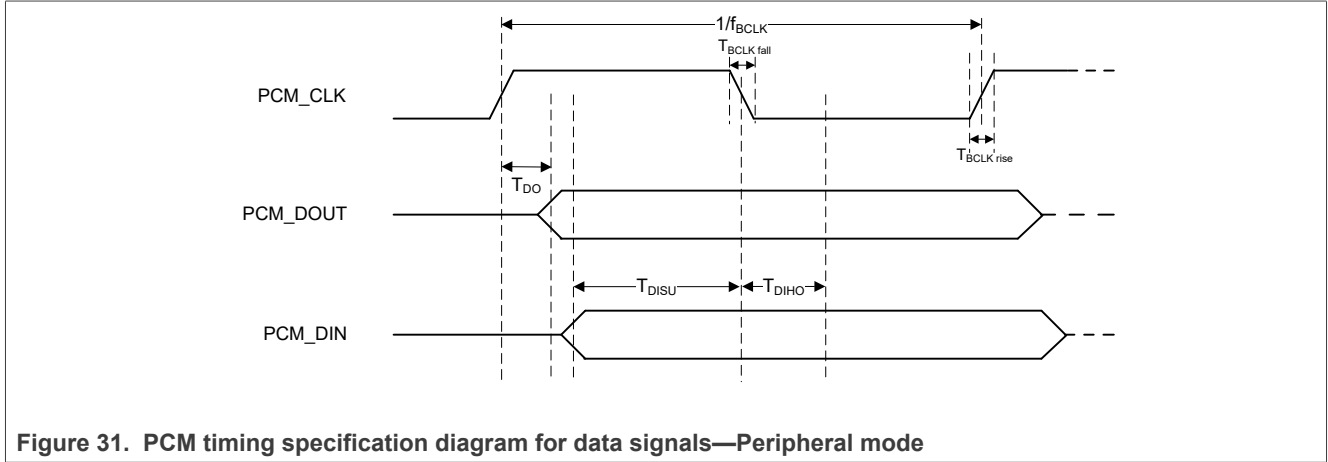 1/fBCLK
TBCLK fall
PCM_CLK
TBCLK rise
TDO
PCM_DOUT
TDISU
TDIHO
PCM_DIN
Figure 31. PCM timing specification diagram for data signals—Peripheral mode